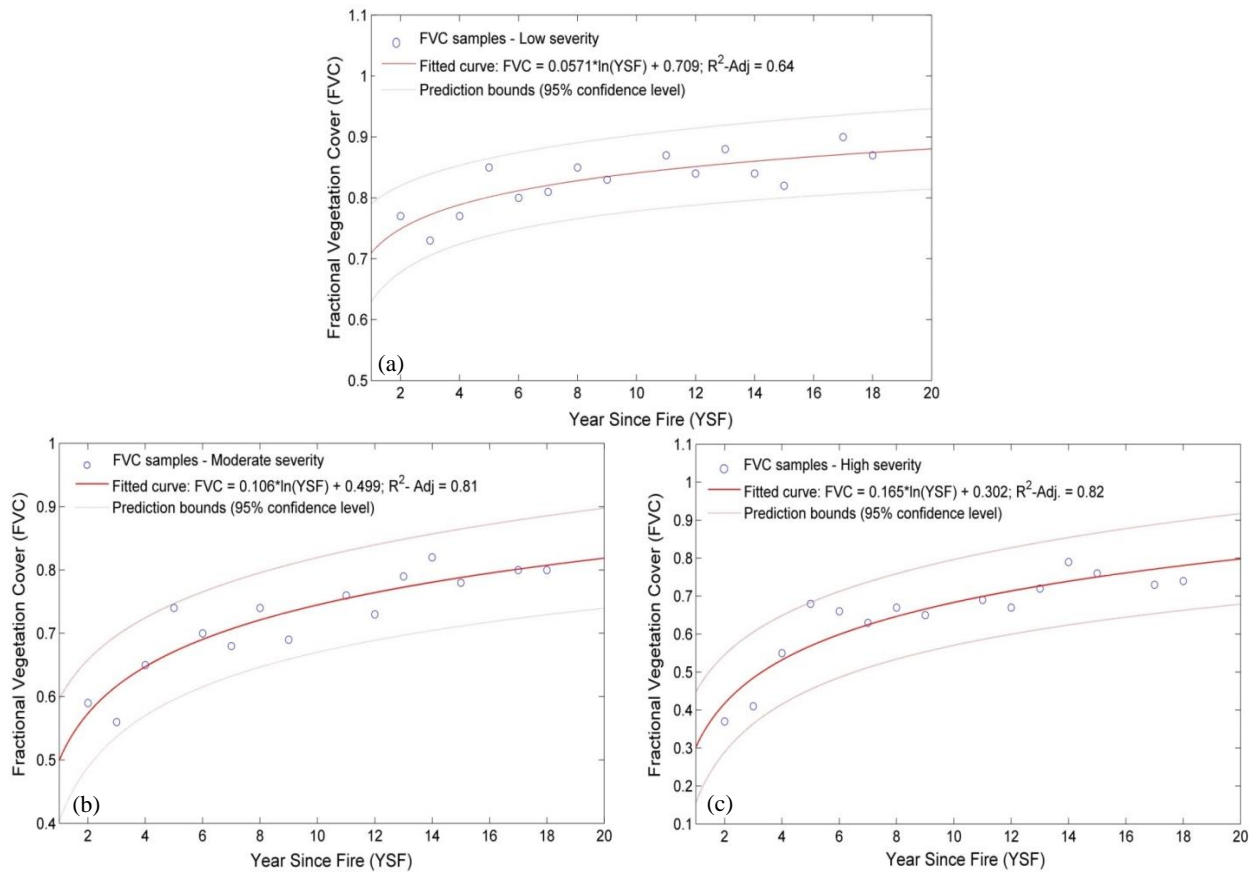 1.1
1
0.9
0.8
0.7
0.6
0.5
Fractional Vegetation Cover (FVC)
FVC samples - Low severity
Fitted curve: FVC = 0.0571*ln(YSF) + 0.709; R²-Adj = 0.64
Prediction bounds (95% confidence level)
(a)
2 4 6 8 10 12 14 16 18 20
Year Since Fire (YSF)
1
0.9
0.8
0.7
0.6
0.5
0.4
Fractional Vegetation Cover (FVC)
FVC samples - Moderate severity
Fitted curve: FVC = 0.106*ln(YSF) + 0.499; R²- Adj = 0.81
Prediction bounds (95% confidence level)
(b)
2 4 6 8 10 12 14 16 18 20
Year Since Fire (YSF)
1.1
1
0.9
0.8
0.7
0.6
0.5
0.4
0.3
0.2
0.1
Fractional Vegetation Cover (FVC)
FVC samples - High severity
Fitted curve: FVC = 0.165*ln(YSF) + 0.302; R²-Adj. = 0.82
Prediction bounds (95% confidence level)
(c)
2 4 6 8 10 12 14 16 18 20
Year Since Fire (YSF)